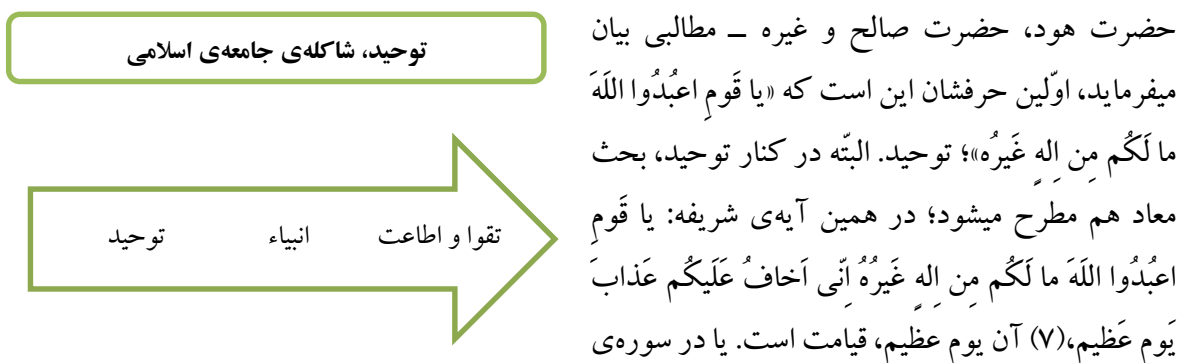 حضرت هود، حضرت صالح و غیره ــ مطالبی بیان
میفرماید، اوّلین حرفشان این است که «یا قَومِ اعبُدُوا اللَهَ
ما لَکُم مِن اِلهٍ غَیرُه»؛ توحید. البتّه در کنار توحید، بحث
معاد هم مطرح میشود؛ در همین آیه‌ی شریفه: یا قَومِ
اعبُدُوا اللَهَ ما لَکُم مِن اِلهٍ غَیرُهُ اِنّی اَخافُ عَلَیکُم عَذابَ
یَومٍ عَظیم،(۷) آن یوم عظیم، قیامت است. یا در سوره‌ی
توحید، شاکله‌ی جامعه‌ی اسلامی
تقوا و اطاعت انبیاء توحید